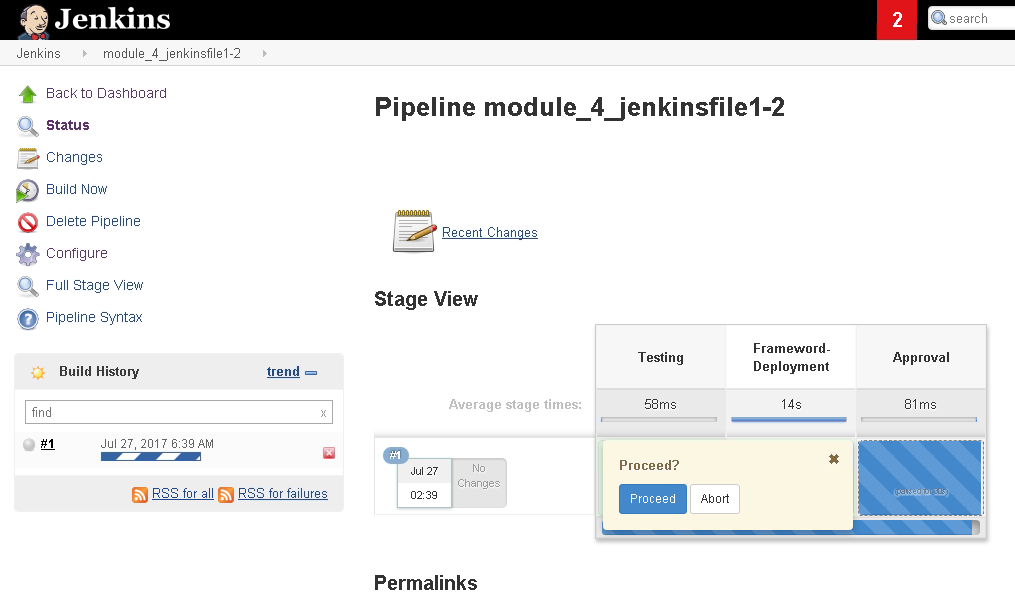 Jenkins
2
search
Jenkins
module_4_jenkinsfile1-2
Back to Dashboard
Status
Changes
Build Now
Delete Pipeline
Configure
Full Stage View
Pipeline Syntax
Build History
trend
find
x
#1
Jul 27, 2017 6:39 AM
RSS for all
RSS for failures
Pipeline module_4_jenkinsfile1-2
Recent Changes
Stage View
Testing
Frameword-
Deployment
Approval
Average stage times:
58ms
14s
81ms
#1
Jul 27
02:39
No
Changes
Proceed?
Proceed
Abort
Permalinks